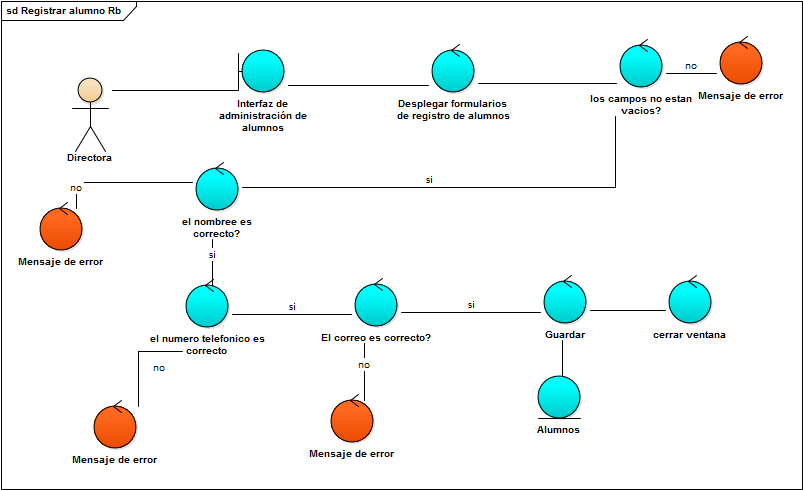 sd Registrar alumno Rb
Directora
Interfaz de
administración de
alumnos
Desplegar formularios
de registro de alumnos
los campos no estan
vacios?
no
Mensaje de error
si
el nombree es
correcto?
no
Mensaje de error
si
el numero telefonico es
correcto
no
Mensaje de error
si
El correo es correcto?
no
Mensaje de error
si
Guardar
Alumnos
cerrar ventana